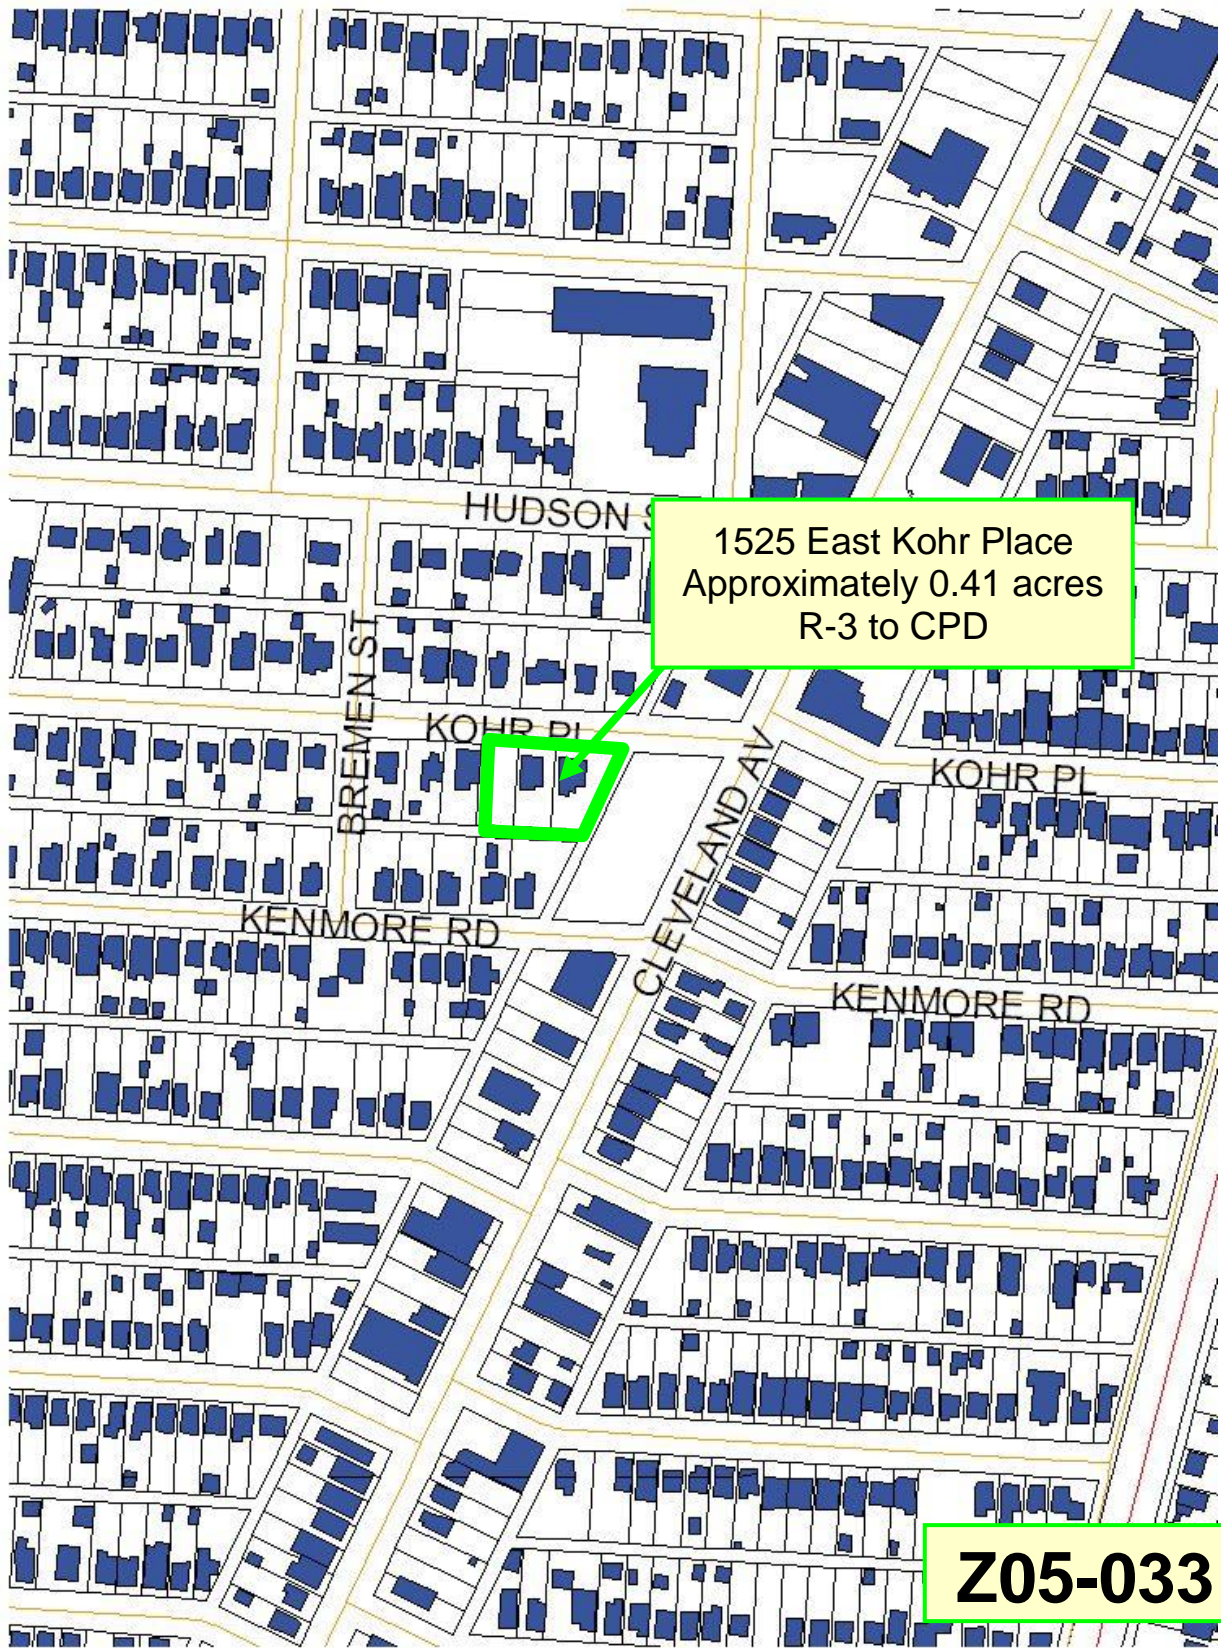 HUDSON
1525 East Kohr Place
Approximately 0.41 acres
R-3 to CPD
BREMEN ST
KOHR PL
CLEVELAND AV
KOHR PL
KENMORE RD
KENMORE RD
Z05-033